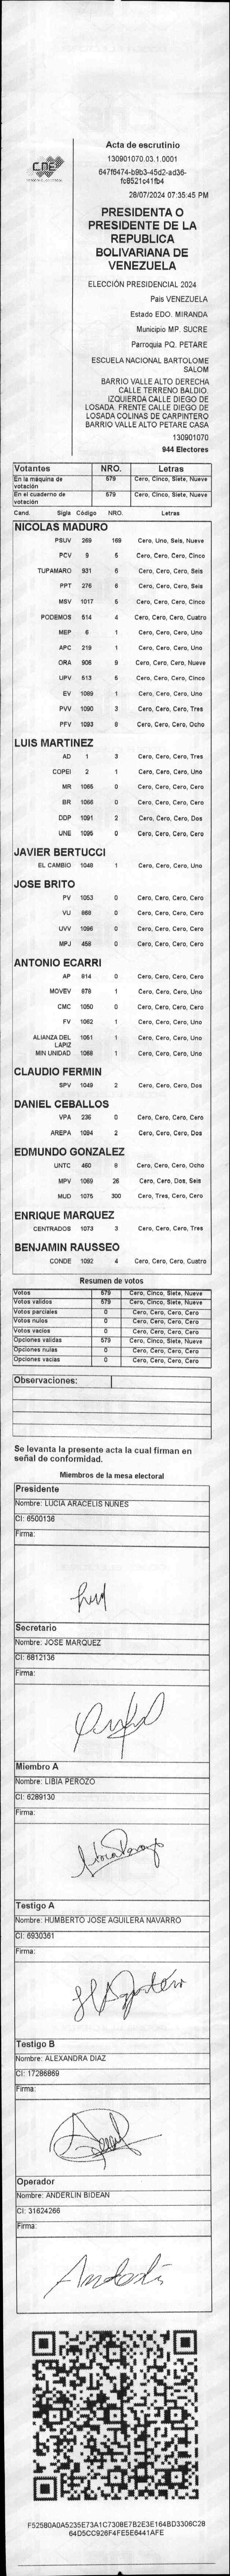 CNE
Acta de escrutinio
130901070.03.1.0001
647f6474-b9b3-45d2-ad36-
fc8521c41fb4
28/07/2024 07:35:45 PM
PRESIDENTA O
PRESIDENTE DE LA
REPUBLICA
BOLIVARIANA DE
VENEZUELA
ELECCIÓN PRESIDENCIAL 2024
País VENEZUELA
Estado EDO. MIRANDA
Municipio MP. SUCRE
Parroquia PQ. PETARE
ESCUELA NACIONAL BARTOLOME
SALOM
BARRIO VALLE ALTO DERECHA
CALLE TERRENO BALDIO.
IZQUIERDA CALLE DIEGO DE
LOSADA. FRENTE CALLE DIEGO DE
LOSADA COLINAS DE CARPINTERO
BARRIO VALLE ALTO PETARE CASA
130901070
944 Electores
Votantes NRO. Letras
En la máquina de votación 579 Cero, Cinco, Siete, Nueve
En el cuaderno de votación 579 Cero, Cinco, Siete, Nueve
Cand. Sigla Código NRO. Letras
NICOLAS MADURO
PSUV 269 169 Cero, Uno, Seis, Nueve
PCV 9 5 Cero, Cero, Cero, Cinco
TUPAMARO 931 6 Cero, Cero, Cero, Seis
PPT 276 6 Cero, Cero, Cero, Seis
MSV 1017 5 Cero, Cero, Cero, Cinco
PODEMOS 514 4 Cero, Cero, Cero, Cuatro
MEP 6 1 Cero, Cero, Cero, Uno
APC 219 1 Cero, Cero, Cero, Uno
ORA 906 9 Cero, Cero, Cero, Nueve
UPV 513 5 Cero, Cero, Cero, Cinco
EV 1089 1 Cero, Cero, Cero, Uno
PVV 1090 3 Cero, Cero, Cero, Tres
PFV 1093 8 Cero, Cero, Cero, Ocho
LUIS MARTINEZ
AD 1 3 Cero, Cero, Cero, Tres
COPEI 2 1 Cero, Cero, Cero, Uno
MR 1065 0 Cero, Cero, Cero, Cero
BR 1066 0 Cero, Cero, Cero, Cero
DDP 1091 2 Cero, Cero, Cero, Dos
UNE 1095 0 Cero, Cero, Cero, Cero
JAVIER BERTUCCI
EL CAMBIO 1048 1 Cero, Cero, Cero, Uno
JOSE BRITO
PV 1053 0 Cero, Cero, Cero, Cero
VU 868 0 Cero, Cero, Cero, Cero
UVV 1096 0 Cero, Cero, Cero, Cero
MPJ 458 0 Cero, Cero, Cero, Cero
ANTONIO ECARRI
AP 814 0 Cero, Cero, Cero, Cero
MOVEV 878 1 Cero, Cero, Cero, Uno
CMC 1050 0 Cero, Cero, Cero, Cero
FV 1062 1 Cero, Cero, Cero, Uno
ALIANZA DEL LAPIZ 1051 1 Cero, Cero, Cero, Uno
MIN UNIDAD 1068 1 Cero, Cero, Cero, Uno
CLAUDIO FERMIN
SPV 1049 2 Cero, Cero, Cero, Dos
DANIEL CEBALLOS
VPA 236 0 Cero, Cero, Cero, Cero
AREPA 1094 2 Cero, Cero, Cero, Dos
EDMUNDO GONZALEZ
UNTC 460 8 Cero, Cero, Cero, Ocho
MPV 1069 26 Cero, Cero, Dos, Seis
MUD 1075 300 Cero, Tres, Cero, Cero
ENRIQUE MARQUEZ
CENTRADOS 1073 3 Cero, Cero, Cero, Tres
BENJAMIN RAUSSEO
CONDE 1092 4 Cero, Cero, Cero, Cuatro
Resumen de votos
Votos 579 Cero, Cinco, Siete, Nueve
Votos válidos 579 Cero, Cinco, Siete, Nueve
Votos parciales 0 Cero, Cero, Cero, Cero
Votos nulos 0 Cero, Cero, Cero, Cero
Votos vacíos 0 Cero, Cero, Cero, Cero
Opciones válidas 579 Cero, Cinco, Siete, Nueve
Opciones nulas 0 Cero, Cero, Cero, Cero
Opciones vacías 0 Cero, Cero, Cero, Cero
Observaciones:
Se levanta la presente acta la cual firman en
señal de conformidad.
Miembros de la mesa electoral
Presidente
Nombre: LUCIA ARACELIS NUNES
CI: 6500136
Firma:
Secretario
Nombre: JOSE MARQUEZ
CI: 6812136
Firma:
Miembro A
Nombre: LIBIA PEROZO
CI: 6289130
Firma:
Testigo A
Nombre: HUMBERTO JOSE AGUILERA NAVARRO
CI: 6930361
Firma:
Testigo B
Nombre: ALEXANDRA DIAZ
CI: 17286869
Firma:
Operador
Nombre: ANDERLIN BIDEAN
CI: 31624266
Firma:
F52580A0A5235E73A1C7308E7B2E3E164BD3306C28
64D5CC926F4FE5E6441AFE